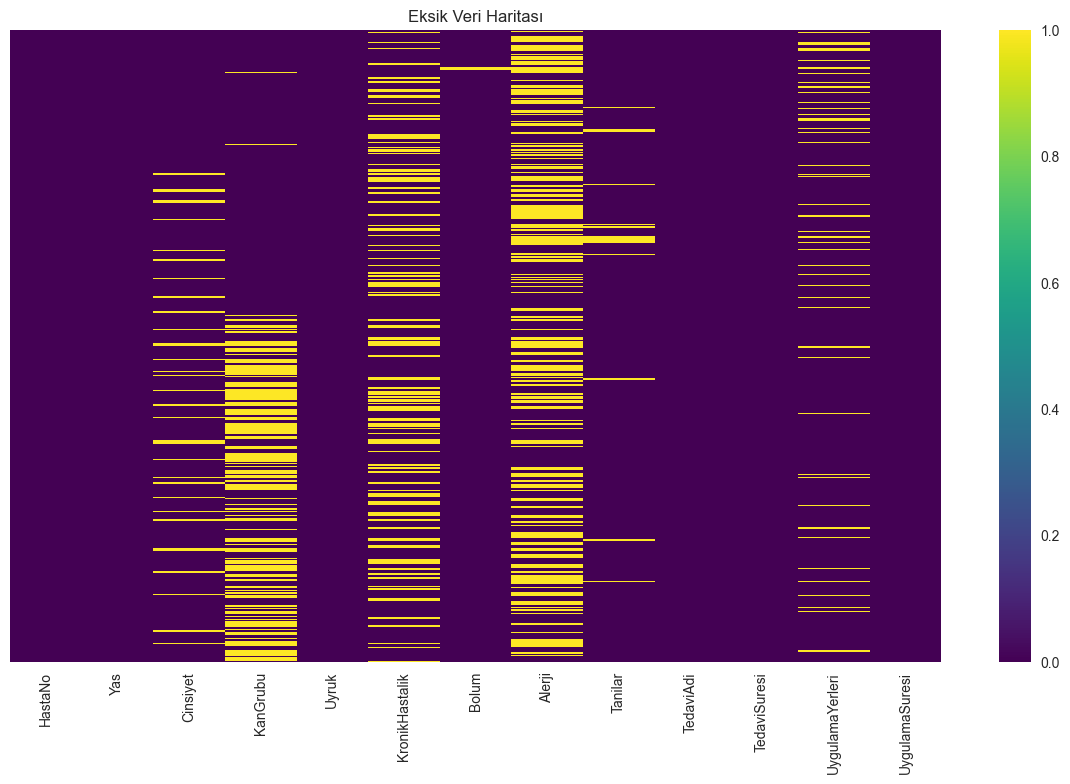 Eksik Veri Haritası
1.0
0.8
0.6
0.4
0.2
0.0
HastaNo
Yas
Cinsiyet
KanGrubu
Uyruk
KronikHastalik
Bolum
Alerji
Tanilar
TedaviAdi
TedaviSuresi
UygulamaYerleri
UygulamaSuresi